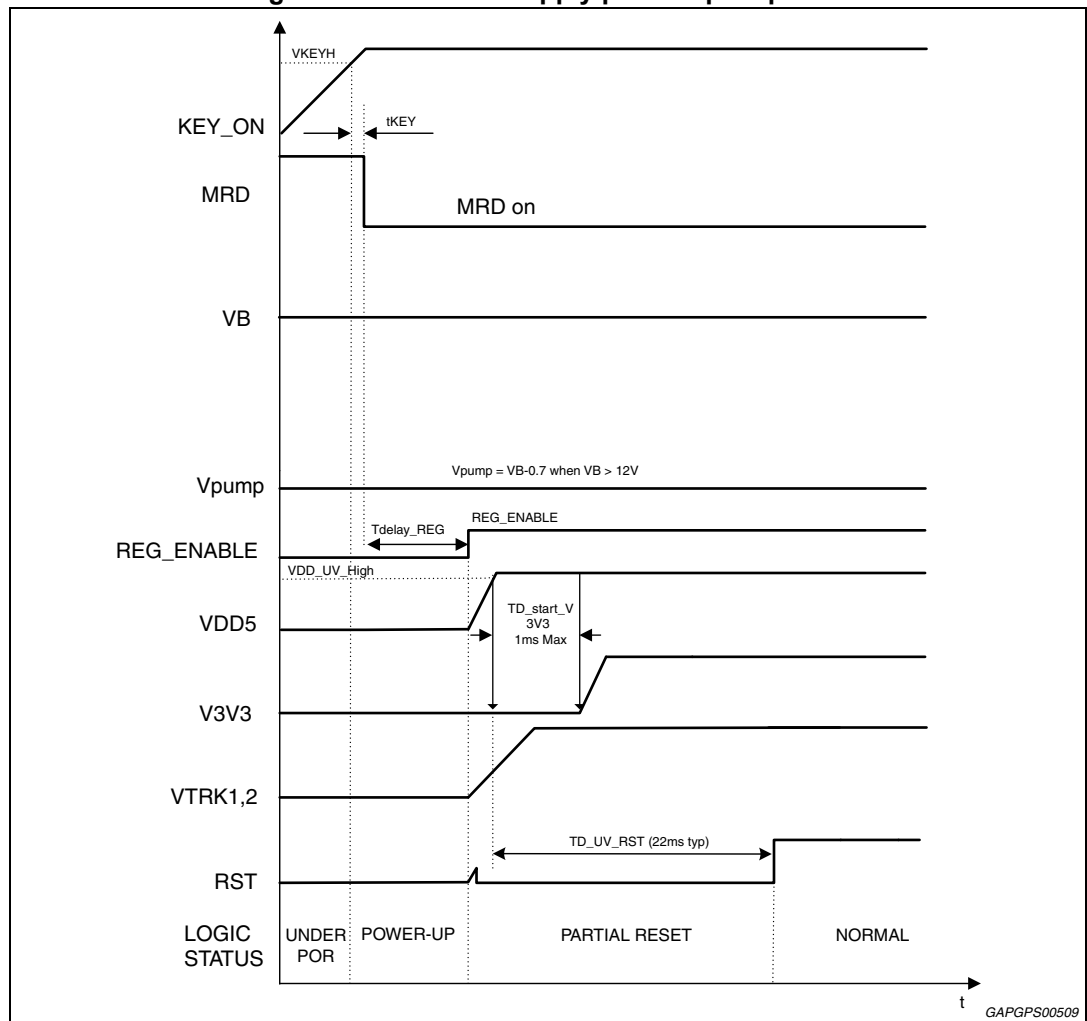 VKEYH
KEY_ON
tKEY
MRD
MRD on
VB
Vpump = VB-0.7 when VB > 12V
Vpump
Tdelay_REG
REG_ENABLE
REG_ENABLE
VDD_UV_High
VDD5
TD_start_V
3V3
1ms Max
V3V3
VTRK1,2
TD_UV_RST (22ms typ)
RST
LOGIC
STATUS
UNDER
POR
POWER-UP
PARTIAL RESET
NORMAL
t
GAPGPS00509